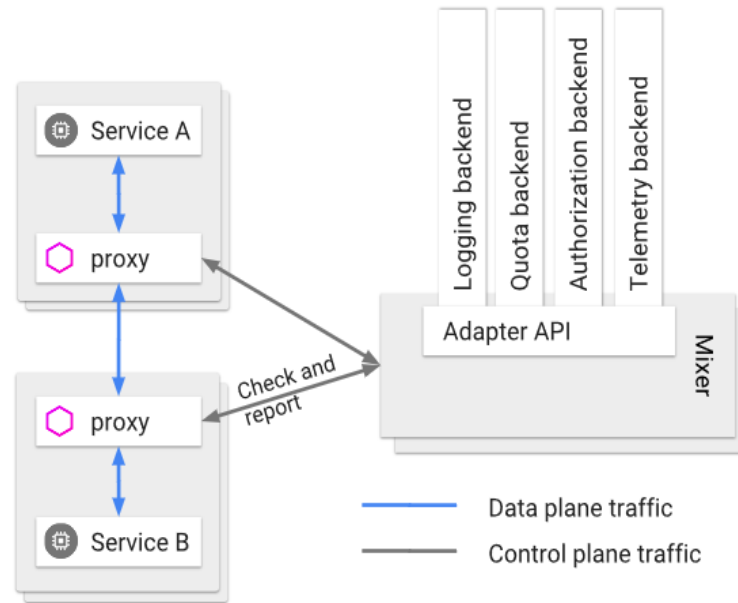 Service A
proxy
proxy
Service B
Check and
report
Logging backend
Quota backend
Authorization backend
Telemetry backend
Adapter API
Mixer
Data plane traffic
Control plane traffic